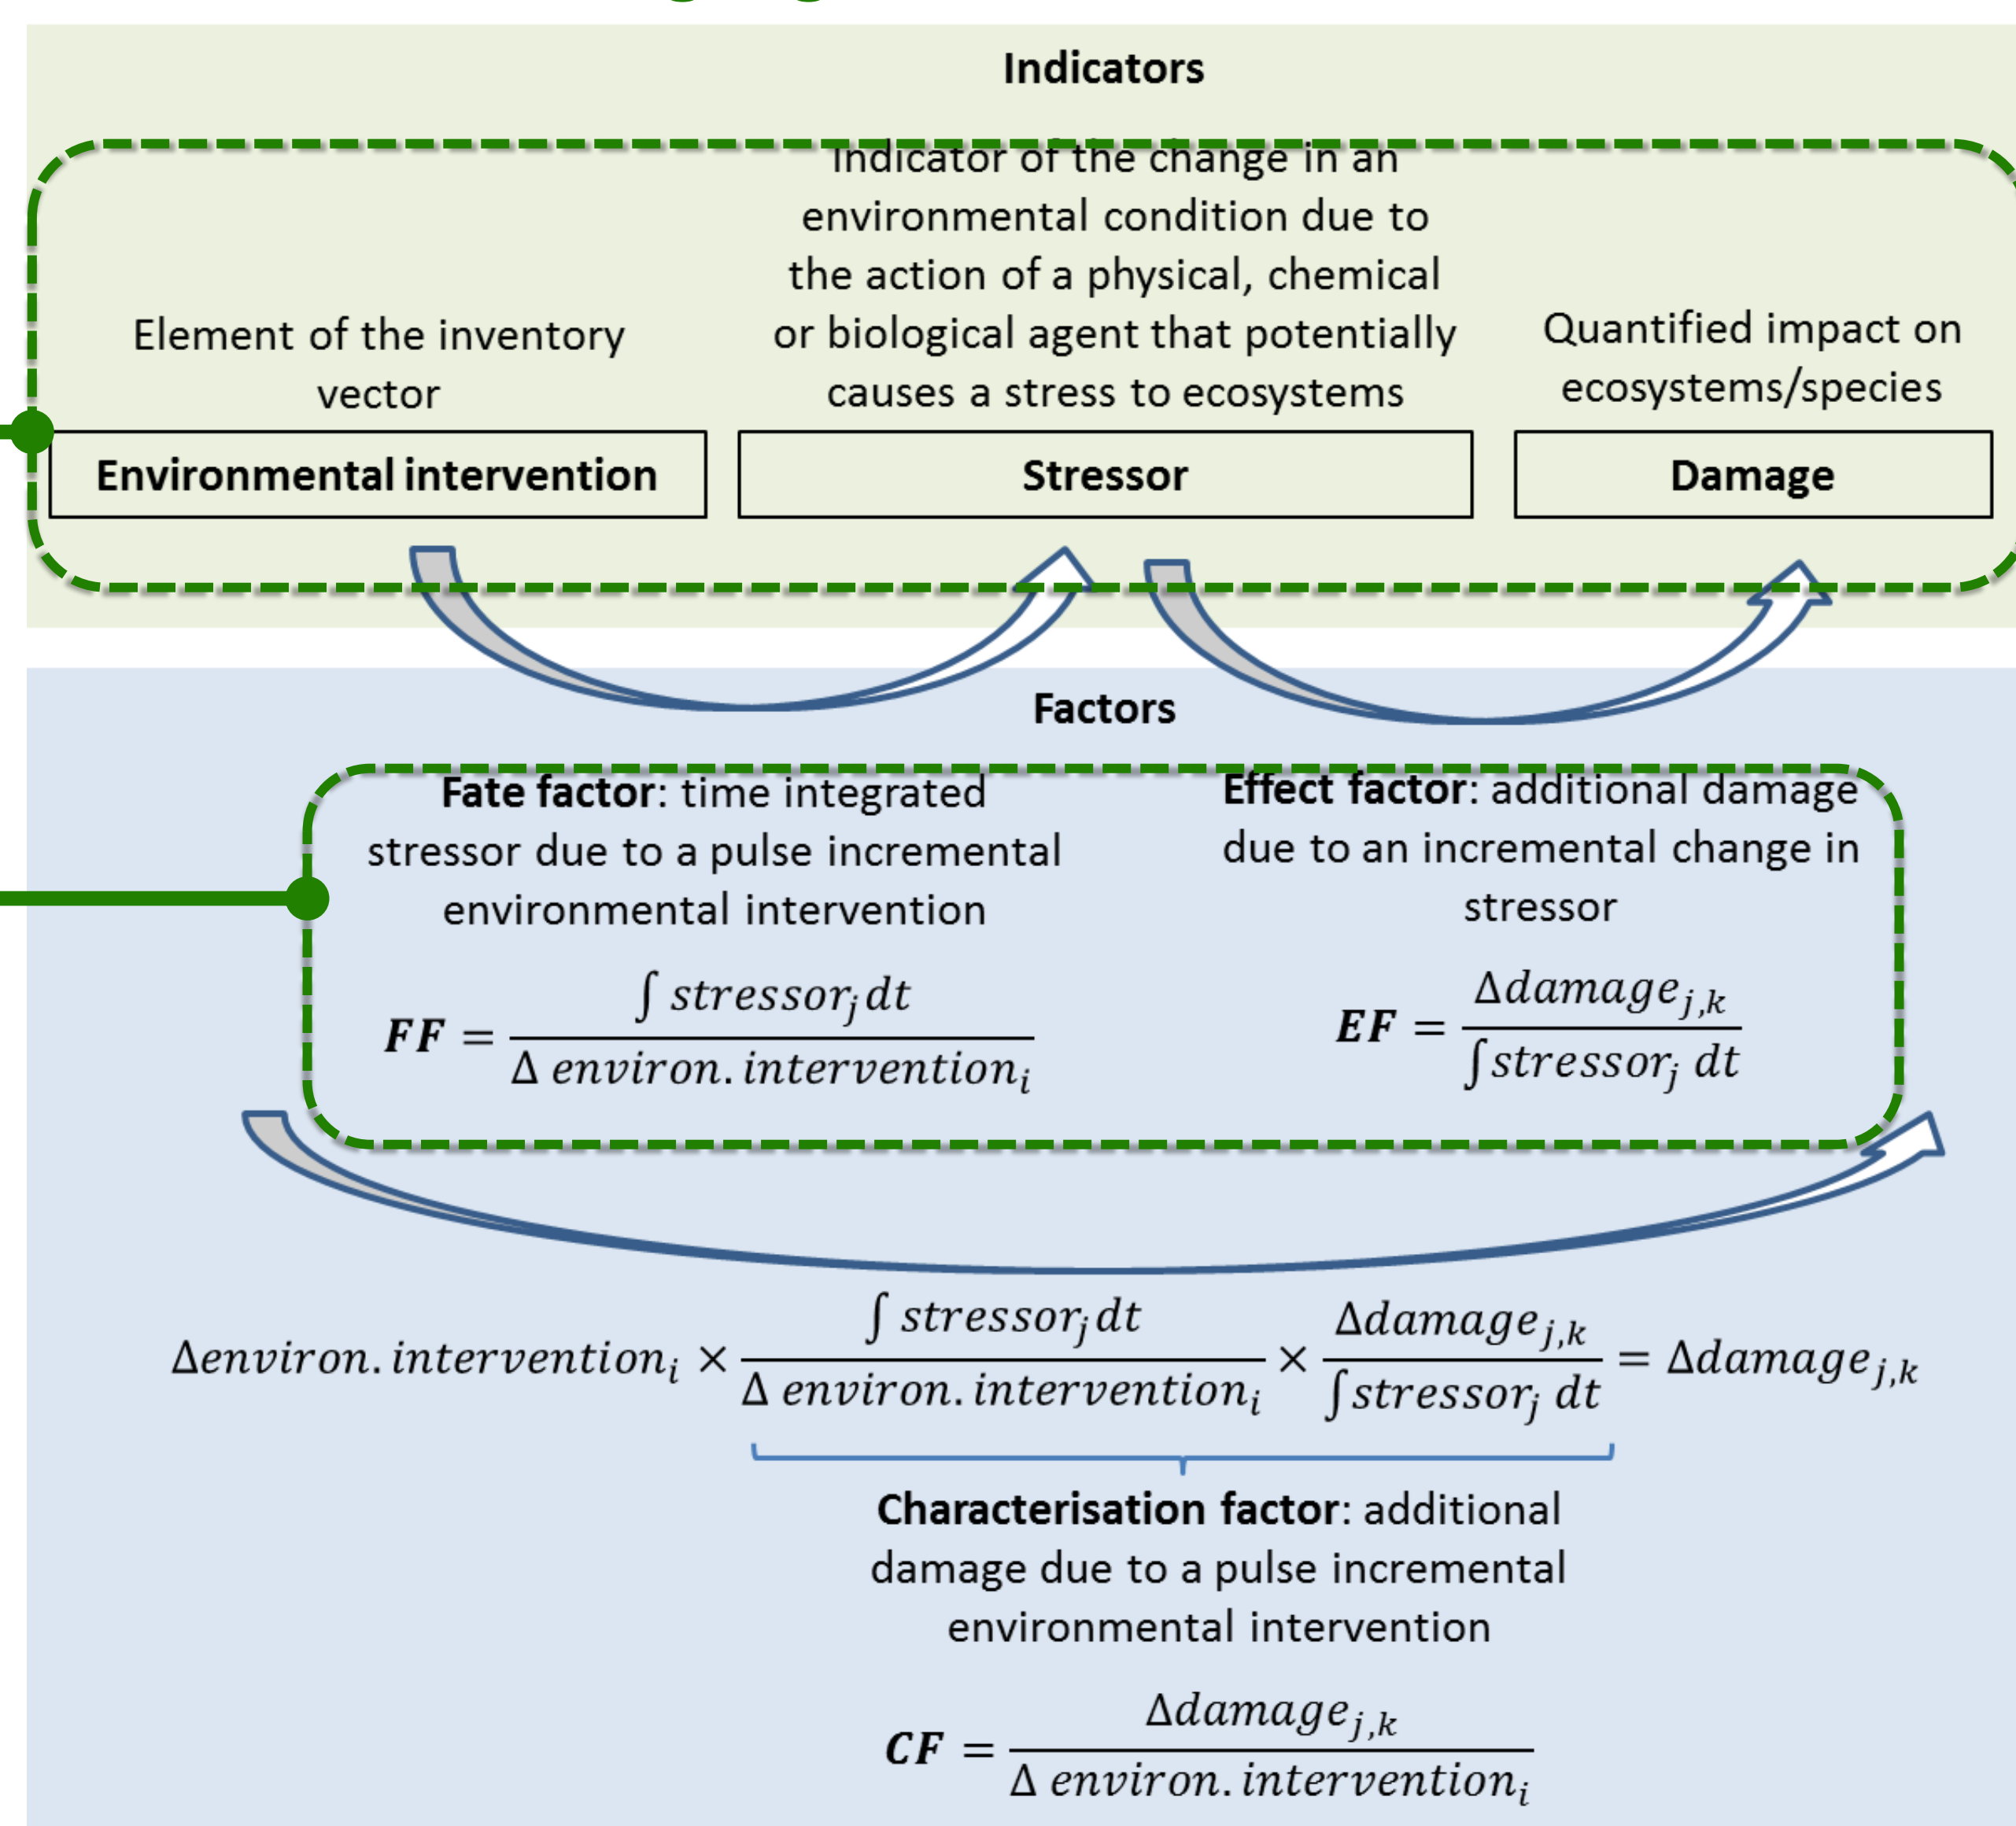 Indicators
Element of the inventory
vector
Environmental intervention
Indicator of the change in an
environmental condition due to
the action of a physical, chemical
or biological agent that potentially
causes a stress to ecosystems
Stressor
Quantified impact on
ecosystems/species
Damage
Factors
Fate factor: time integrated
stressor due to a pulse incremental
environmental intervention
FF = ∫ stressor_j dt / Δ environ. intervention_i
Effect factor: additional damage
due to an incremental change in
stressor
EF = Δdamage_{j,k} / ∫stressor_j dt
Δenviron. intervention_i × ∫ stressor_j dt / Δ environ. intervention_i × Δdamage_{j,k} / ∫stressor_j dt = Δdamage_{j,k}
Characterisation factor: additional
damage due to a pulse incremental
environmental intervention
CF = Δdamage_{j,k} / Δ environ. intervention_i